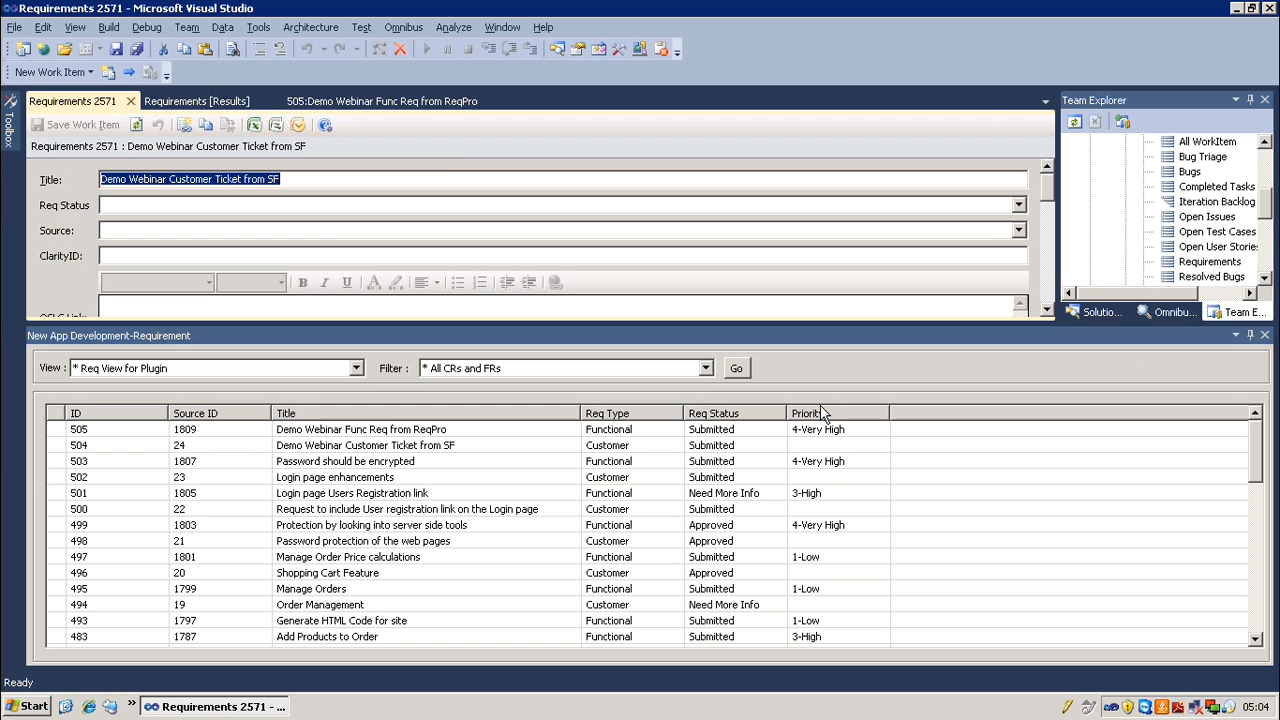 Requirements 2571 - Microsoft Visual Studio
File Edit View Build Debug Team Data Tools Architecture Test Omnibus Analyze Window Help
New Work Item
Requirements 2571 Requirements [Results] 505:Demo Webinar Func Req from ReqPro
Toolbox
Save Work Item
Requirements 2571 : Demo Webinar Customer Ticket from SF
Title: Demo Webinar Customer Ticket from SF
Req Status
Source:
ClarityID:
B I U A
Team Explorer
All WorkItem
Bug Triage
Bugs
Completed Tasks
Iteration Backlog
Open Issues
Open Test Cases
Open User Storie
Requirements
Resolved Bugs
Solutio... Omnibu... Team E...
New App Development-Requirement
View : * Req View for Plugin Filter : * All CRs and FRs Go
ID Source ID Title Req Type Req Status Priority
505 1809 Demo Webinar Func Req from ReqPro Functional Submitted 4-Very High
504 24 Demo Webinar Customer Ticket from SF Customer Submitted
503 1807 Password should be encrypted Functional Submitted 4-Very High
502 23 Login page enhancements Customer Submitted
501 1805 Login page Users Registration link Functional Need More Info 3-High
500 22 Request to include User registration link on the Login page Customer Submitted
499 1803 Protection by looking into server side tools Functional Approved 4-Very High
498 21 Password protection of the web pages Customer Approved
497 1801 Manage Order Price calculations Functional Submitted 1-Low
496 20 Shopping Cart Feature Customer Approved
495 1799 Manage Orders Functional Submitted 1-Low
494 19 Order Management Customer Need More Info
493 1797 Generate HTML Code for site Functional Submitted 1-Low
483 1787 Add Products to Order Functional Submitted 3-High
Ready
Start Requirements 2571 - ... 05:04